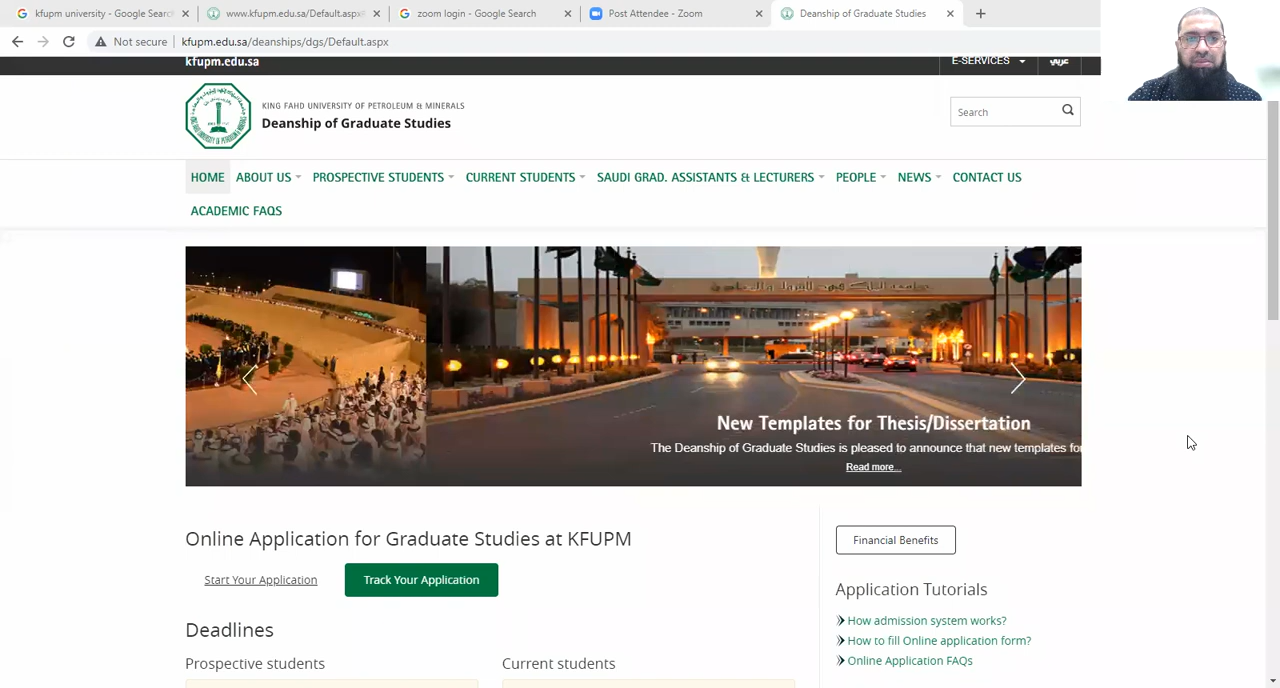 kfupm university - Google Searc
www.kfupm.edu.sa/Default.aspx
zoom login - Google Search
Post Attendee - Zoom
Deanship of Graduate Studies
Not secure
kfupm.edu.sa/deanships/dgs/Default.aspx
kfupm.edu.sa
E-SERVICES
عربي
KING FAHD UNIVERSITY OF PETROLEUM & MINERALS
Deanship of Graduate Studies
Search
HOME
ABOUT US
PROSPECTIVE STUDENTS
CURRENT STUDENTS
SAUDI GRAD. ASSISTANTS & LECTURERS
PEOPLE
NEWS
CONTACT US
ACADEMIC FAQS
New Templates for Thesis/Dissertation
The Deanship of Graduate Studies is pleased to announce that new templates for
Read more...
Online Application for Graduate Studies at KFUPM
Start Your Application
Track Your Application
Deadlines
Prospective students
Current students
Financial Benefits
Application Tutorials
How admission system works?
How to fill Online application form?
Online Application FAQs